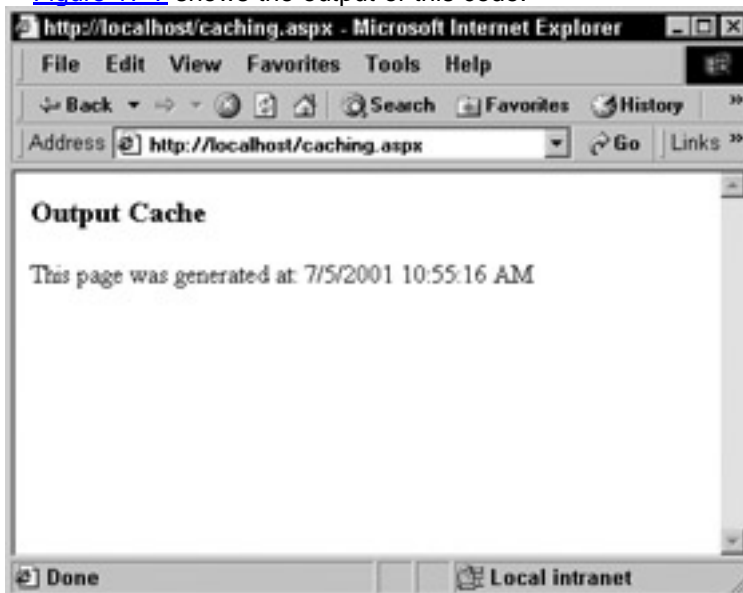 shows the output of this code.
http://localhost/caching.aspx - Microsoft Internet Explorer
File Edit View Favorites Tools Help
Back Search Favorites History »
Address http://localhost/caching.aspx Go Links »
Output Cache
This page was generated at: 7/5/2001 10:55:16 AM
Done Local intranet